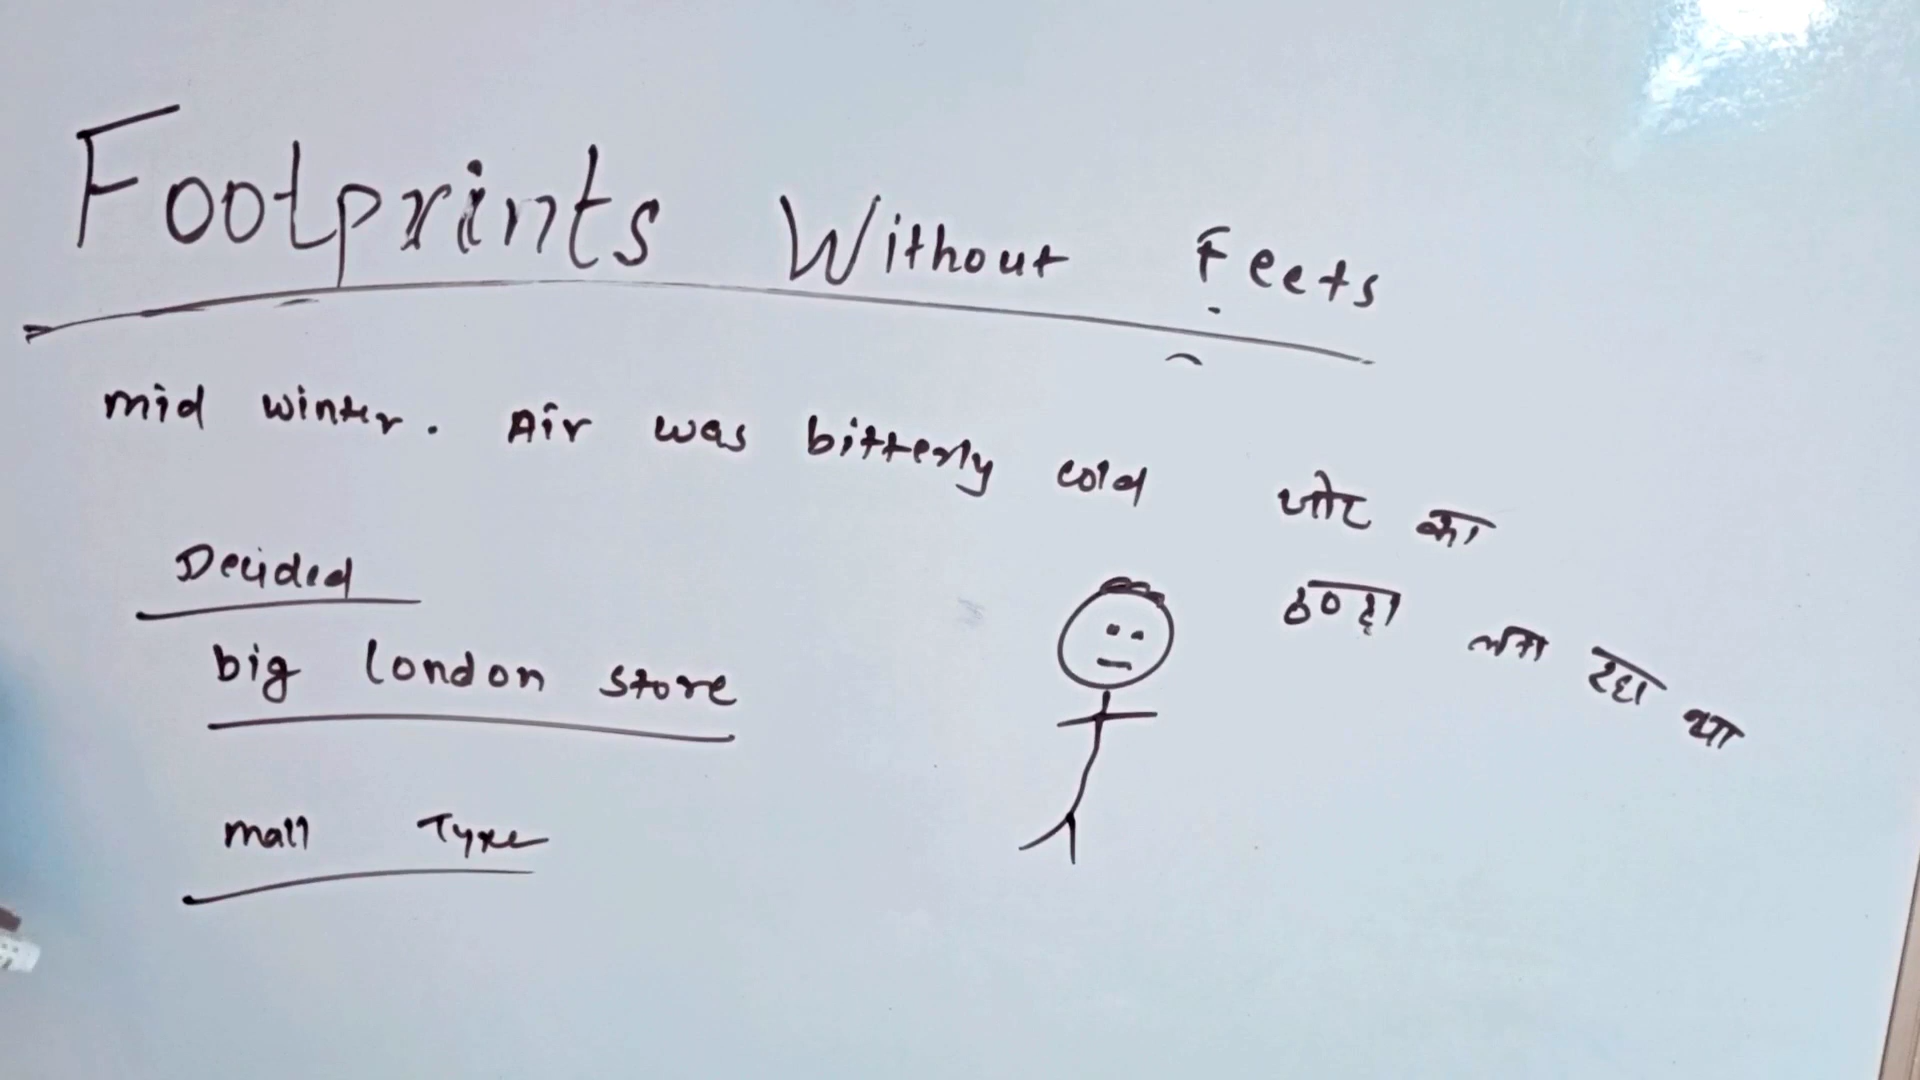 Footprints Without Feets
mid winter. Air was bitterly cold
जोट का
ठण्डा लग रहा था
Decided
big London store
mall Type